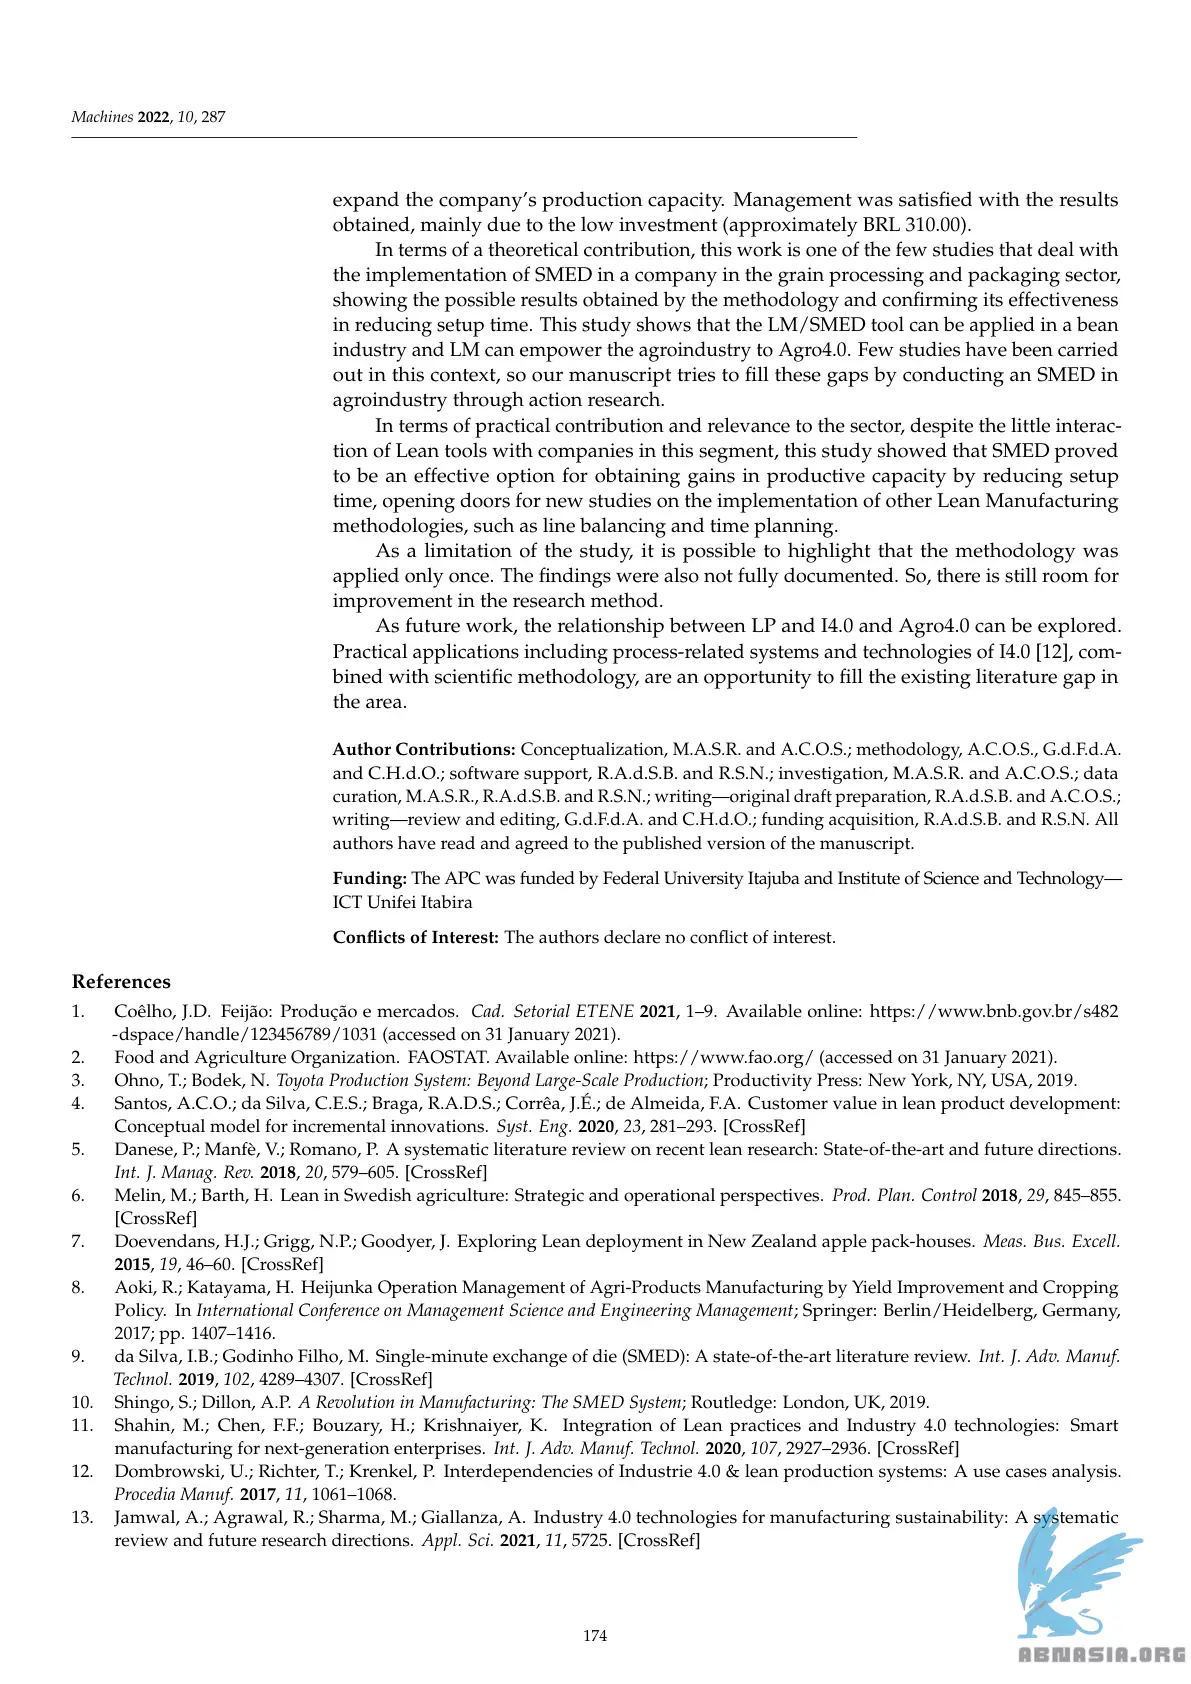 Machines 2022, 10, 287
expand the company's production capacity. Management was satisfied with the results
obtained, mainly due to the low investment (approximately BRL 310.00).
In terms of a theoretical contribution, this work is one of the few studies that deal with
the implementation of SMED in a company in the grain processing and packaging sector,
showing the possible results obtained by the methodology and confirming its effectiveness
in reducing setup time. This study shows that the LM/SMED tool can be applied in a bean
industry and LM can empower the agroindustry to Agro4.0. Few studies have been carried
out in this context, so our manuscript tries to fill these gaps by conducting an SMED in
agroindustry through action research.
In terms of practical contribution and relevance to the sector, despite the little interac-
tion of Lean tools with companies in this segment, this study showed that SMED proved
to be an effective option for obtaining gains in productive capacity by reducing setup
time, opening doors for new studies on the implementation of other Lean Manufacturing
methodologies, such as line balancing and time planning.
As a limitation of the study, it is possible to highlight that the methodology was
applied only once. The findings were also not fully documented. So, there is still room for
improvement in the research method.
As future work, the relationship between LP and I4.0 and Agro4.0 can be explored.
Practical applications including process-related systems and technologies of I4.0 [12], com-
bined with scientific methodology, are an opportunity to fill the existing literature gap in
the area.
Author Contributions: Conceptualization, M.A.S.R. and A.C.O.S.; methodology, A.C.O.S., G.d.F.d.A.
and C.H.d.O.; software support, R.A.d.S.B. and R.S.N.; investigation, M.A.S.R. and A.C.O.S.; data
curation, M.A.S.R., R.A.d.S.B. and R.S.N.; writing—original draft preparation, R.A.d.S.B. and A.C.O.S.;
writing—review and editing, G.d.F.d.A. and C.H.d.O.; funding acquisition, R.A.d.S.B. and R.S.N. All
authors have read and agreed to the published version of the manuscript.
Funding: The APC was funded by Federal University Itajuba and Institute of Science and Technology—
ICT Unifei Itabira
Conflicts of Interest: The authors declare no conflict of interest.
References
1. Coêlho, J.D. Feijão: Produção e mercados. Cad. Setorial ETENE 2021, 1–9. Available online: https://www.bnb.gov.br/s482
-dspace/handle/123456789/1031 (accessed on 31 January 2021).
2. Food and Agriculture Organization. FAOSTAT. Available online: https://www.fao.org/ (accessed on 31 January 2021).
3. Ohno, T.; Bodek, N. Toyota Production System: Beyond Large-Scale Production; Productivity Press: New York, NY, USA, 2019.
4. Santos, A.C.O.; da Silva, C.E.S.; Braga, R.A.D.S.; Corrêa, J.É.; de Almeida, F.A. Customer value in lean product development:
Conceptual model for incremental innovations. Syst. Eng. 2020, 23, 281–293. [CrossRef]
5. Danese, P.; Manfè, V.; Romano, P. A systematic literature review on recent lean research: State-of-the-art and future directions.
Int. J. Manag. Rev. 2018, 20, 579–605. [CrossRef]
6. Melin, M.; Barth, H. Lean in Swedish agriculture: Strategic and operational perspectives. Prod. Plan. Control 2018, 29, 845–855.
[CrossRef]
7. Doevendans, H.J.; Grigg, N.P.; Goodyer, J. Exploring Lean deployment in New Zealand apple pack-houses. Meas. Bus. Excell.
2015, 19, 46–60. [CrossRef]
8. Aoki, R.; Katayama, H. Heijunka Operation Management of Agri-Products Manufacturing by Yield Improvement and Cropping
Policy. In International Conference on Management Science and Engineering Management; Springer: Berlin/Heidelberg, Germany,
2017; pp. 1407–1416.
9. da Silva, I.B.; Godinho Filho, M. Single-minute exchange of die (SMED): A state-of-the-art literature review. Int. J. Adv. Manuf.
Technol. 2019, 102, 4289–4307. [CrossRef]
10. Shingo, S.; Dillon, A.P. A Revolution in Manufacturing: The SMED System; Routledge: London, UK, 2019.
11. Shahin, M.; Chen, F.F.; Bouzary, H.; Krishnaiyer, K. Integration of Lean practices and Industry 4.0 technologies: Smart
manufacturing for next-generation enterprises. Int. J. Adv. Manuf. Technol. 2020, 107, 2927–2936. [CrossRef]
12. Dombrowski, U.; Richter, T.; Krenkel, P. Interdependencies of Industrie 4.0 & lean production systems: A use cases analysis.
Procedia Manuf. 2017, 11, 1061–1068.
13. Jamwal, A.; Agrawal, R.; Sharma, M.; Giallanza, A. Industry 4.0 technologies for manufacturing sustainability: A systematic
review and future research directions. Appl. Sci. 2021, 11, 5725. [CrossRef]
174
ABNASIA.ORG